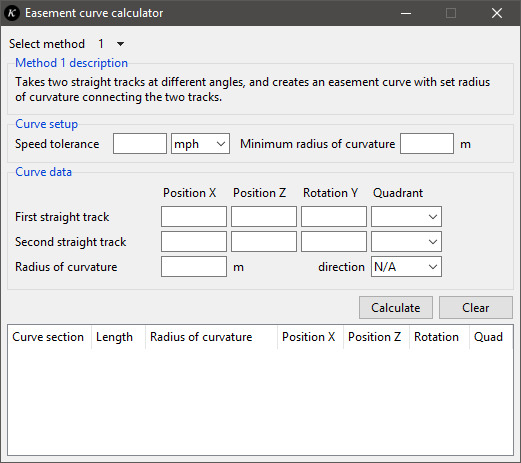 K Easement curve calculator
Select method 1
Method 1 description
Takes two straight tracks at different angles, and creates an easement curve with set radius
of curvature connecting the two tracks.
Curve setup
Speed tolerance mph Minimum radius of curvature m
Curve data
Position X Position Z Rotation Y Quadrant
First straight track
Second straight track
Radius of curvature m direction N/A
Calculate Clear
Curve section Length Radius of curvature Position X Position Z Rotation Quad